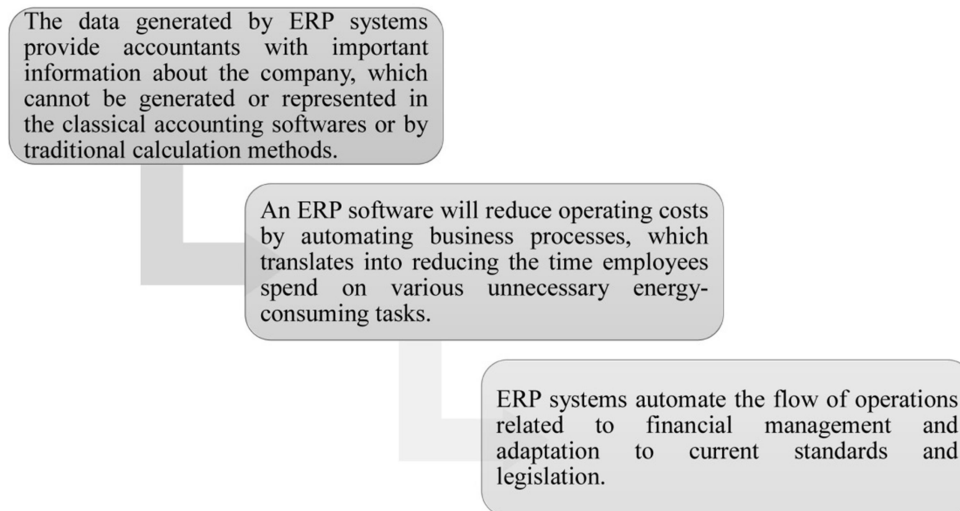 The data generated by ERP systems
provide accountants with important
information about the company, which
cannot be generated or represented in
the classical accounting softwares or by
traditional calculation methods.
An ERP software will reduce operating costs
by automating business processes, which
translates into reducing the time employees
spend on various unnecessary energy-
consuming tasks.
ERP systems automate the flow of operations
related to financial management and
adaptation to current standards and
legislation.